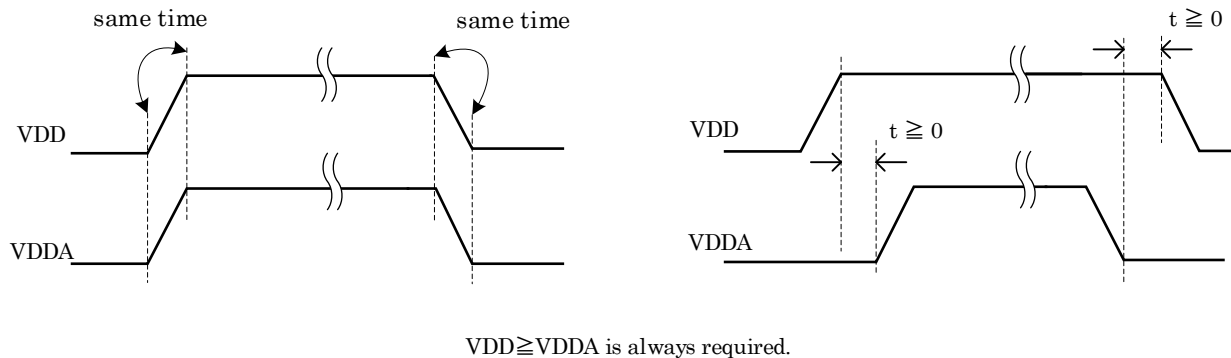 same time
same time
VDD
VDDA
t ≧ 0
VDD
t ≧ 0
VDDA
VDD≧VDDA is always required.